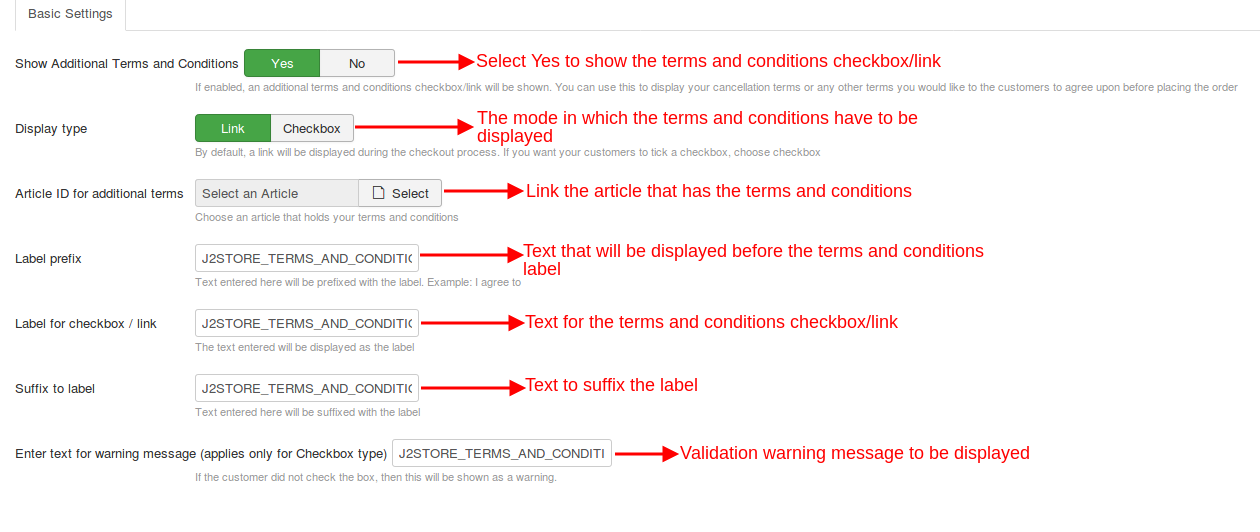 Basic Settings
Show Additional Terms and Conditions Yes No Select Yes to show the terms and conditions checkbox/link
If enabled, an additional terms and conditions checkbox/link will be shown. You can use this to display your cancellation terms or any other terms you would like to the customers to agree upon before placing the order
Display type Link Checkbox The mode in which the terms and conditions have to be
displayed
By default, a link will be displayed during the checkout process. If you want your customers to tick a checkbox, choose checkbox
Article ID for additional terms Select an Article Select Link the article that has the terms and conditions
Choose an article that holds your terms and conditions
Label prefix J2STORE_TERMS_AND_CONDITIO Text that will be displayed before the terms and conditions
label
Text entered here will be prefixed with the label. Example: I agree to
Label for checkbox / link J2STORE_TERMS_AND_CONDITIO Text for the terms and conditions checkbox/link
The text entered will be displayed as the label
Suffix to label J2STORE_TERMS_AND_CONDITIO Text to suffix the label
Text entered here will be suffixed with the label
Enter text for warning message (applies only for Checkbox type) J2STORE_TERMS_AND_CONDITI Validation warning message to be displayed
If the customer did not check the box, then this will be shown as a warning.